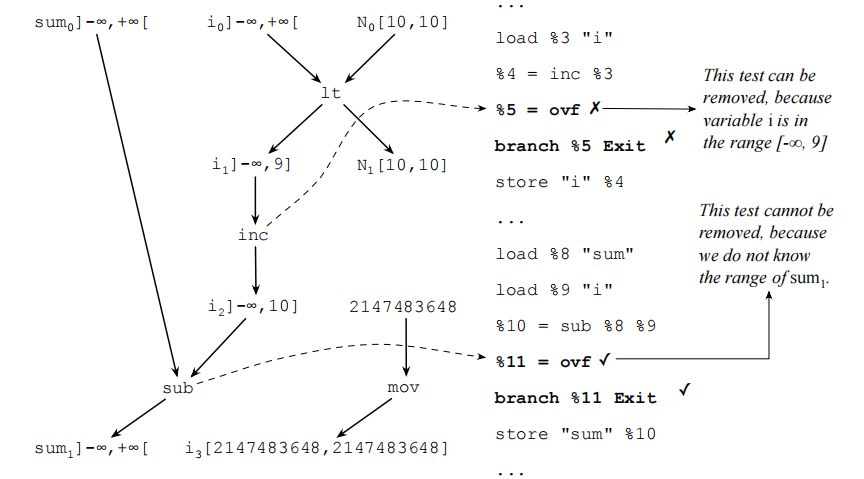 sum₀]-∞,+∞[
i₀]-∞,+∞[
N₀[10,10]
lt
i₁]-∞,9]
N₁[10,10]
inc
i₂]-∞,10]
2147483648
sub
mov
sum₁]-∞,+∞[
i₃[2147483648,2147483648]
...
load %3 "i"
%4 = inc %3
%5 = ovf ✗
branch %5 Exit ✗
store "i" %4
...
load %8 "sum"
load %9 "i"
%10 = sub %8 %9
%11 = ovf ✓
branch %11 Exit ✓
store "sum" %10
...
This test can be
removed, because
variable i is in
the range [-∞, 9]
This test cannot be
removed, because
we do not know
the range of sum₁.